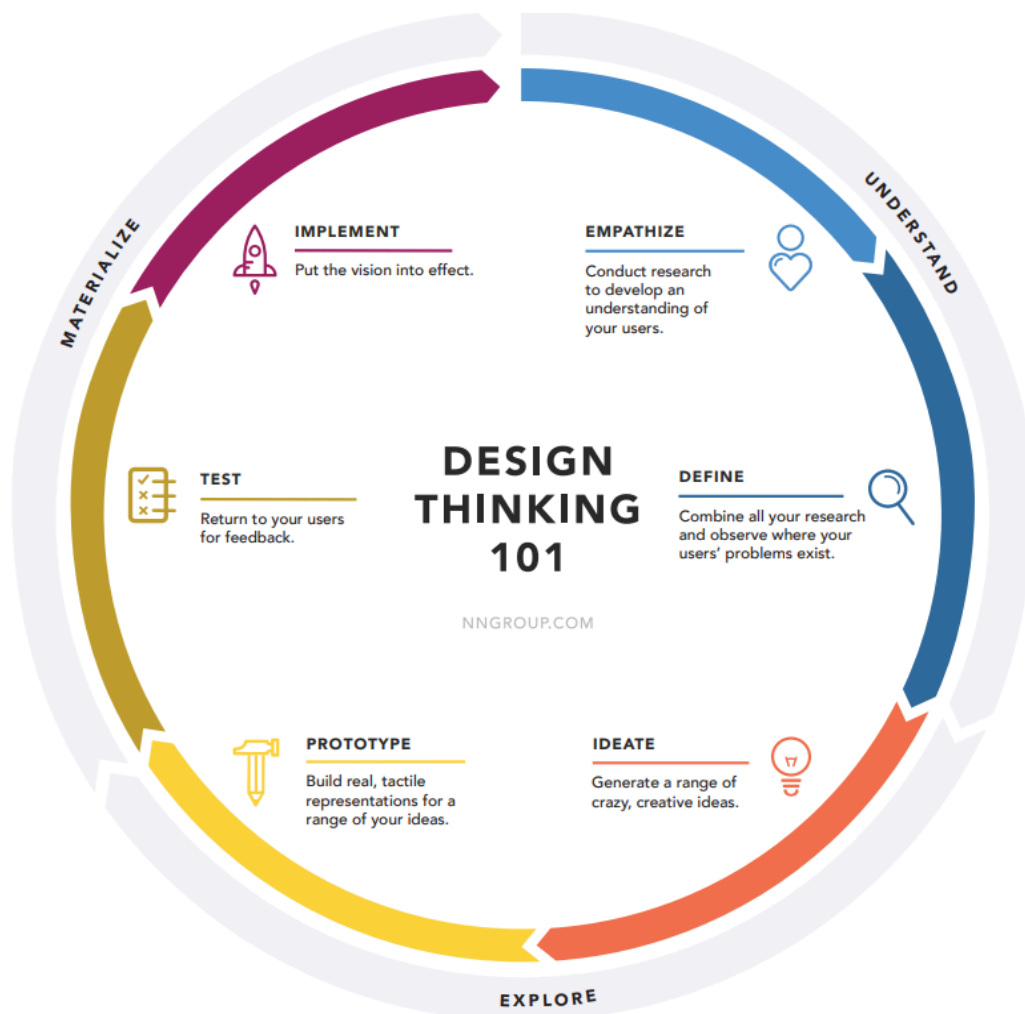 UNDERSTAND
EMPATHIZE
Conduct research
to develop an
understanding of
your users.
DEFINE
Combine all your research
and observe where your
users' problems exist.
EXPLORE
IDEATE
Generate a range of
crazy, creative ideas.
PROTOTYPE
Build real, tactile
representations for a
range of your ideas.
MATERIALIZE
TEST
Return to your users
for feedback.
IMPLEMENT
Put the vision into effect.
DESIGN
THINKING
101
NNGROUP.COM